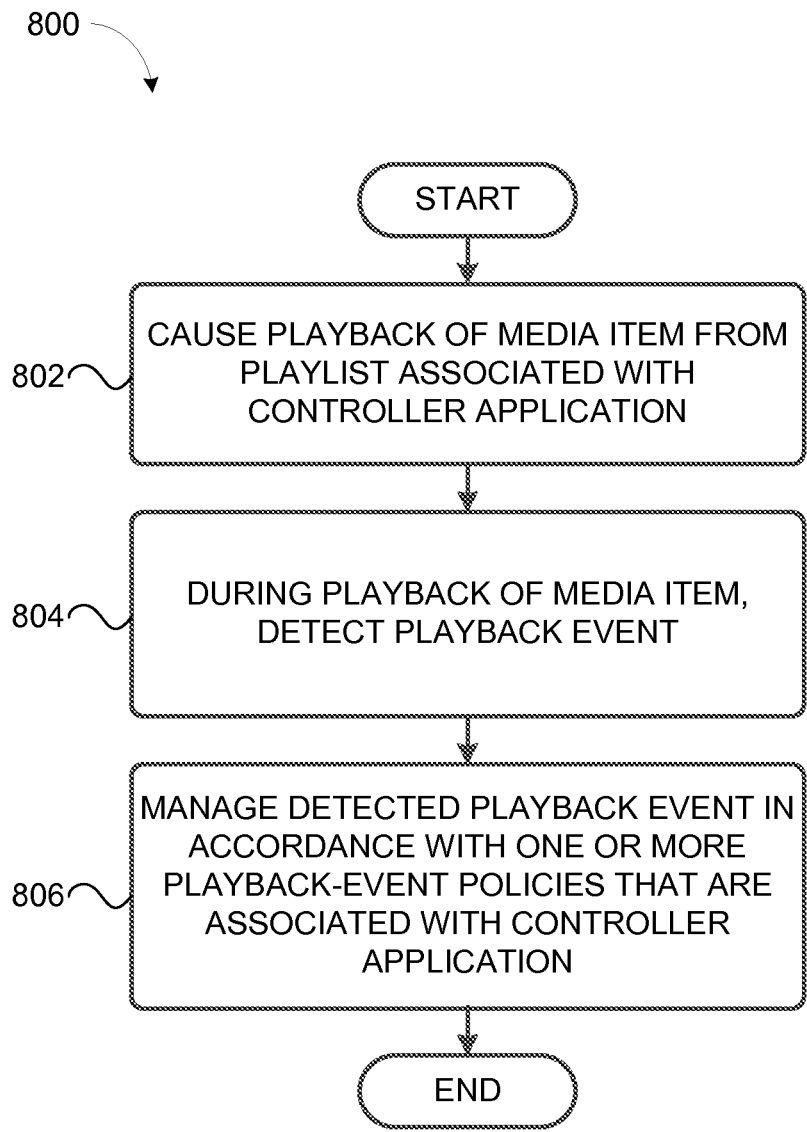 800
START
802
CAUSE PLAYBACK OF MEDIA ITEM FROM
PLAYLIST ASSOCIATED WITH
CONTROLLER APPLICATION
804
DURING PLAYBACK OF MEDIA ITEM,
DETECT PLAYBACK EVENT
806
MANAGE DETECTED PLAYBACK EVENT IN
ACCORDANCE WITH ONE OR MORE
PLAYBACK-EVENT POLICIES THAT ARE
ASSOCIATED WITH CONTROLLER
APPLICATION
END